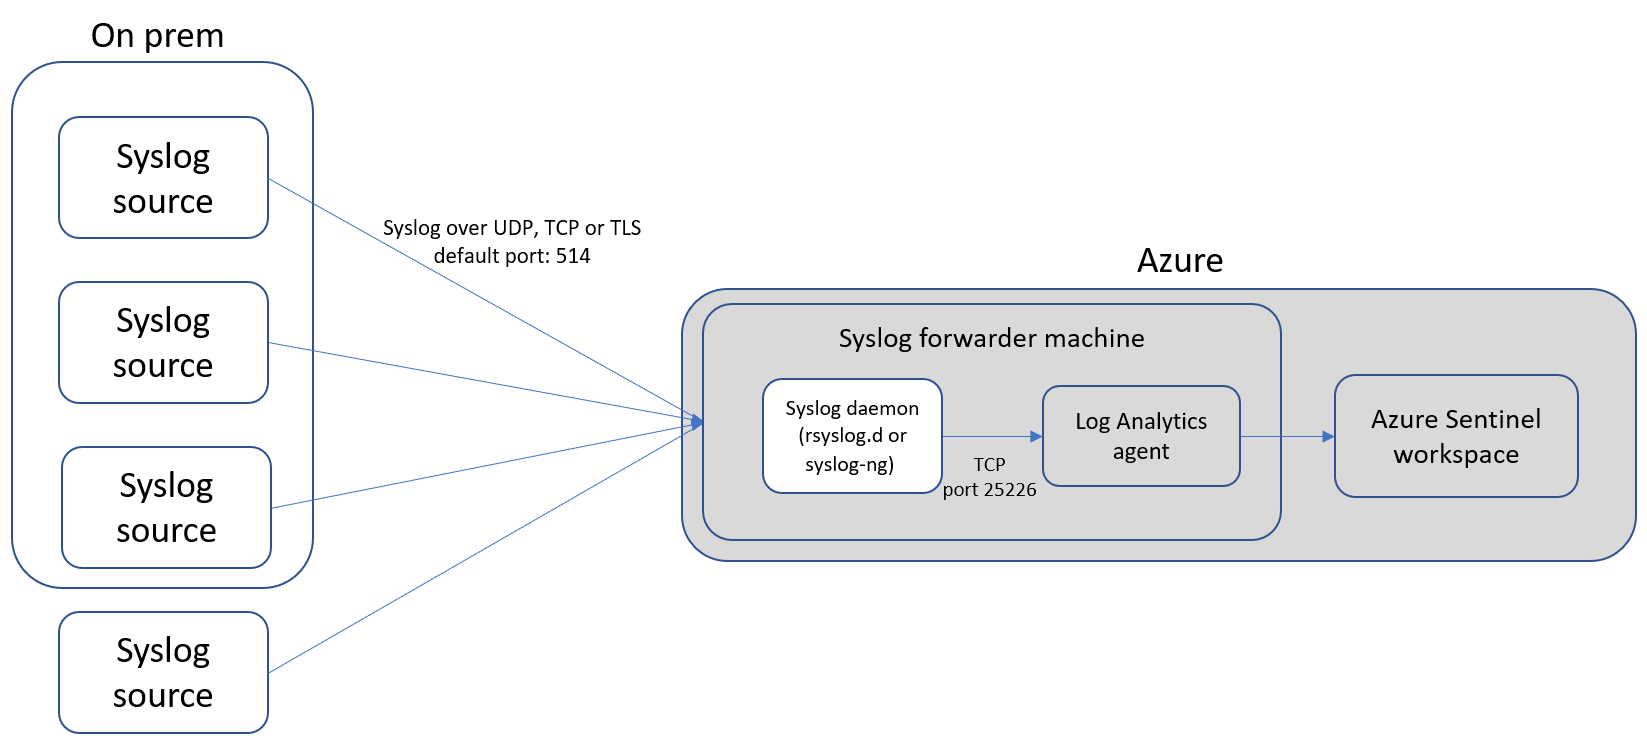 On prem
Syslog
source
Syslog
source
Syslog
source
Syslog
source
Syslog over UDP, TCP or TLS
default port: 514
Azure
Syslog forwarder machine
Syslog daemon
(rsyslog.d or
syslog-ng)
TCP
port 25226
Log Analytics
agent
Azure Sentinel
workspace